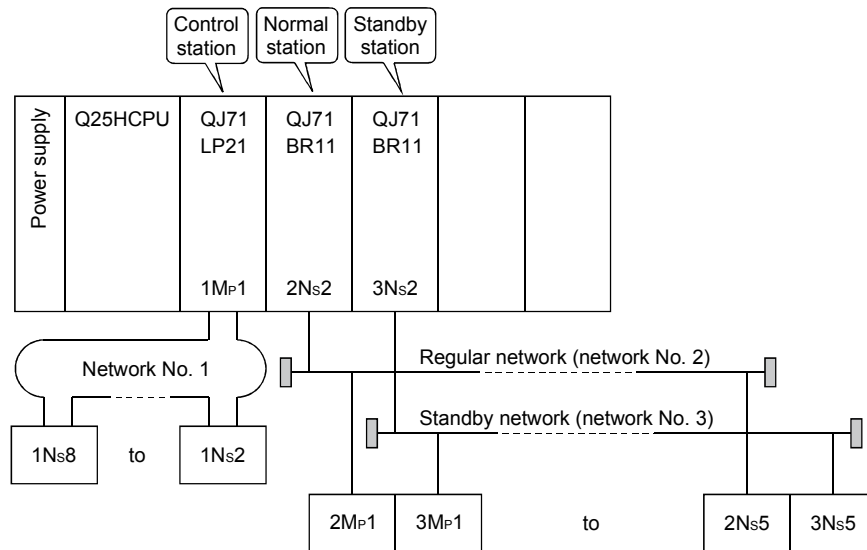 Control
station
Normal
station
Standby
station
Power supply
Q25HCPU
QJ71
LP21
QJ71
BR11
QJ71
BR11
1MP1
2NS2
3NS2
Network No. 1
Regular network (network No. 2)
Standby network (network No. 3)
1NS8
to
1NS2
2MP1
3MP1
to
2NS5
3NS5